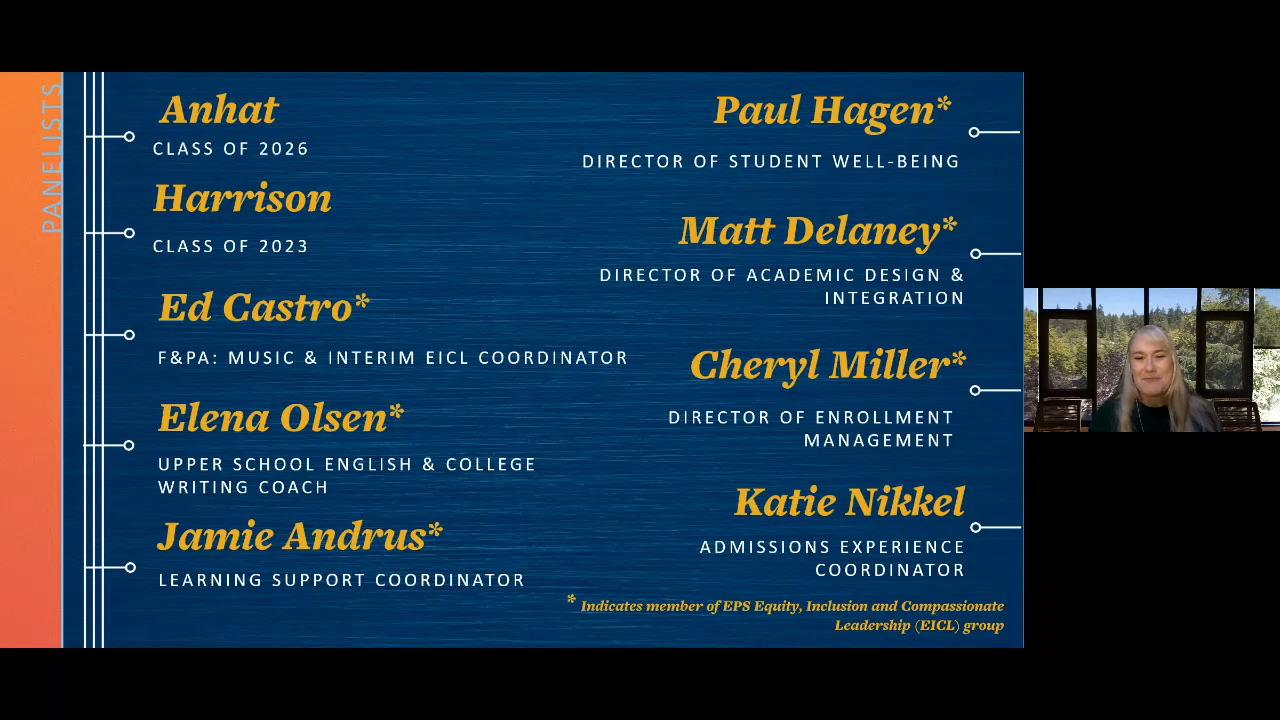 PANELISTS
Anhat
CLASS OF 2026
Harrison
CLASS OF 2023
Ed Castro*
F&PA: MUSIC & INTERIM EICL COORDINATOR
Elena Olsen*
UPPER SCHOOL ENGLISH & COLLEGE
WRITING COACH
Jamie Andrus*
LEARNING SUPPORT COORDINATOR
Paul Hagen*
DIRECTOR OF STUDENT WELL-BEING
Matt Delaney*
DIRECTOR OF ACADEMIC DESIGN &
INTEGRATION
Cheryl Miller*
DIRECTOR OF ENROLLMENT
MANAGEMENT
Katie Nikkel
ADMISSIONS EXPERIENCE
COORDINATOR
* Indicates member of EPS Equity, Inclusion and Compassionate
Leadership (EICL) group